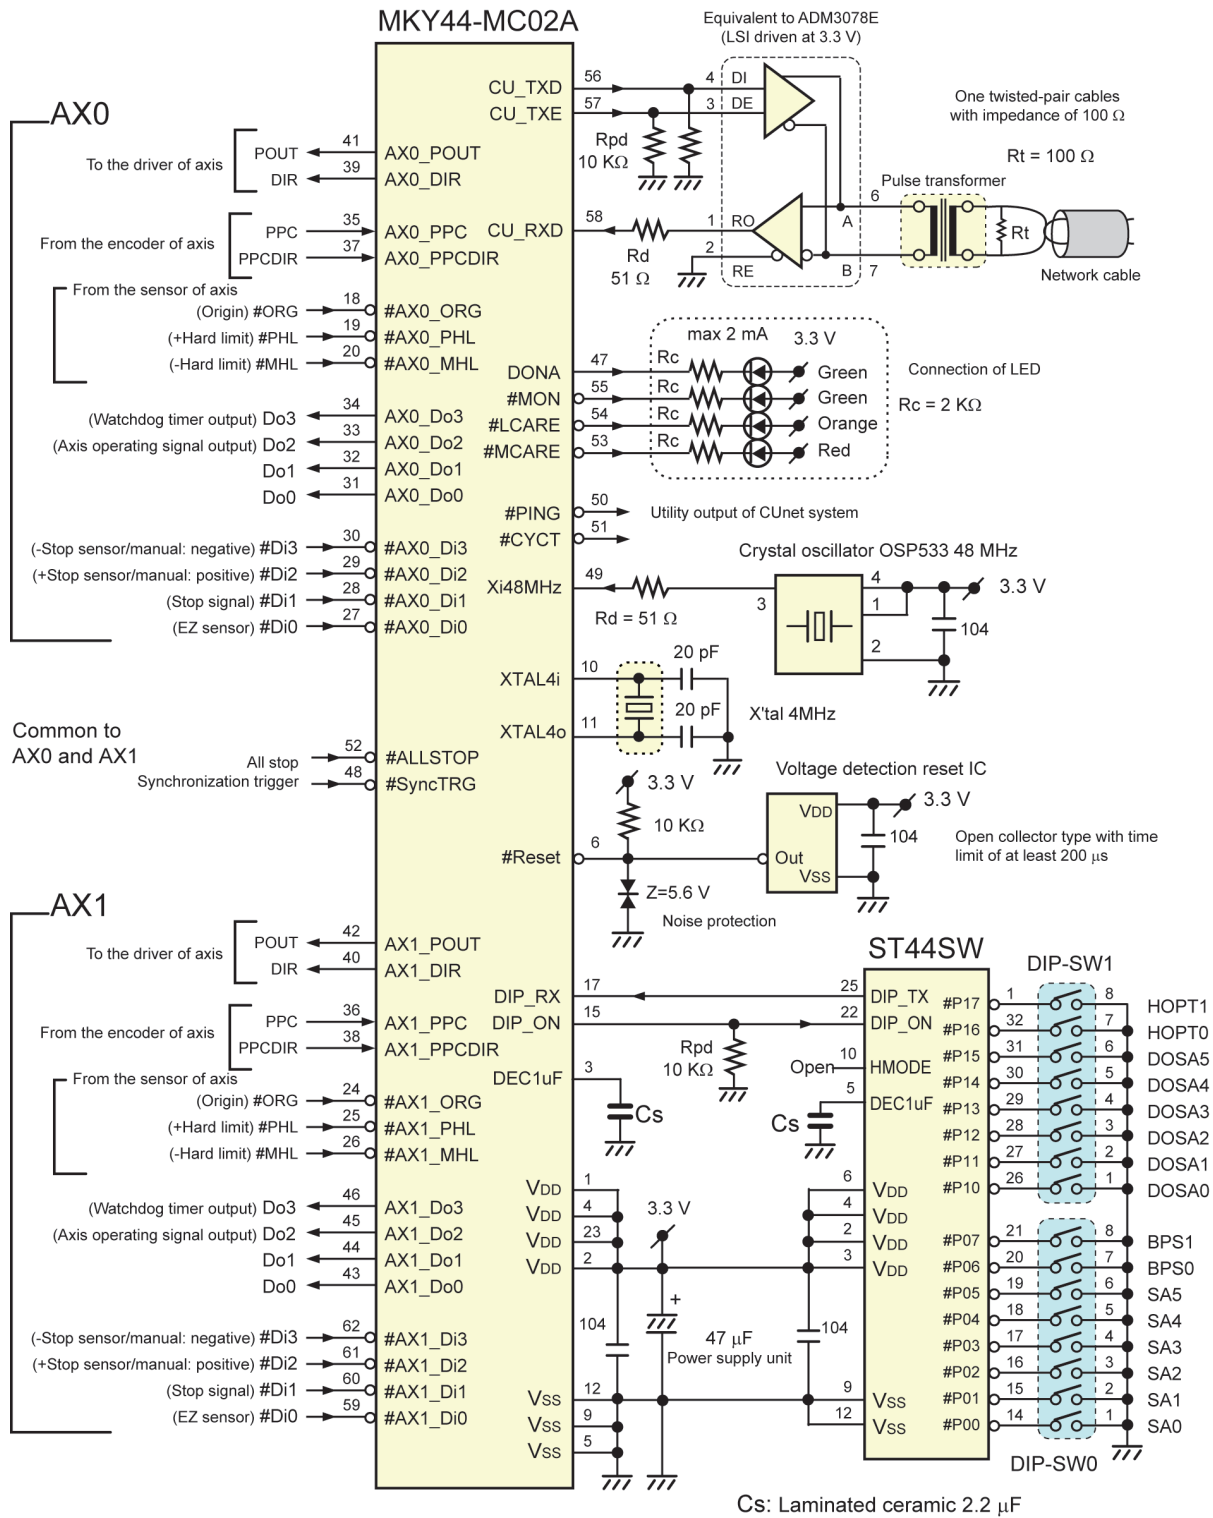 MKY44-MC02A
Equivalent to ADM3078E
(LSI driven at 3.3 V)
AX0
To the driver of axis
POUT 41 AX0_POUT
DIR 39 AX0_DIR
From the encoder of axis
PPC 35 AX0_PPC
PPCDIR 37 AX0_PPCDIR
From the sensor of axis
(Origin) #ORG 18 #AX0_ORG
(+Hard limit) #PHL 19 #AX0_PHL
(-Hard limit) #MHL 20 #AX0_MHL
(Watchdog timer output) Do3 34 AX0_Do3
(Axis operating signal output) Do2 33 AX0_Do2
Do1 32 AX0_Do1
Do0 31 AX0_Do0
(-Stop sensor/manual: negative) #Di3 30 #AX0_Di3
(+Stop sensor/manual: positive) #Di2 29 #AX0_Di2
(Stop signal) #Di1 28 #AX0_Di1
(EZ sensor) #Di0 27 #AX0_Di0
Common to
AX0 and AX1
All stop 52 #ALLSTOP
Synchronization trigger 48 #SyncTRG
AX1
To the driver of axis
POUT 42 AX1_POUT
DIR 40 AX1_DIR
From the encoder of axis
PPC 36 AX1_PPC
PPCDIR 38 AX1_PPCDIR
From the sensor of axis
(Origin) #ORG 24 #AX1_ORG
(+Hard limit) #PHL 25 #AX1_PHL
(-Hard limit) #MHL 26 #AX1_MHL
(Watchdog timer output) Do3 46 AX1_Do3
(Axis operating signal output) Do2 45 AX1_Do2
Do1 44 AX1_Do1
Do0 43 AX1_Do0
(-Stop sensor/manual: negative) #Di3 62 #AX1_Di3
(+Stop sensor/manual: positive) #Di2 61 #AX1_Di2
(Stop signal) #Di1 60 #AX1_Di1
(EZ sensor) #Di0 59 #AX1_Di0
CU_TXD 56 4 DI
CU_TXE 57 3 DE
Rpd
10 KΩ
CU_RXD 58 1 RO
Rd
51 Ω
2 RE
A 6
B 7
One twisted-pair cables
with impedance of 100 Ω
Rt = 100 Ω
Pulse transformer
Rt
Network cable
max 2 mA 3.3 V
DONA 47 Rc Green
#MON 55 Rc Green
#LCARE 54 Rc Orange
#MCARE 53 Rc Red
Connection of LED
Rc = 2 KΩ
#PING 50
#CYCT 51
Utility output of CUnet system
Crystal oscillator OSP533 48 MHz
Xi48MHz 49
Rd = 51 Ω
3 4 3.3 V
1
2
104
XTAL4i 10 20 pF
XTAL4o 11 20 pF
X'tal 4MHz
3.3 V
10 KΩ
#Reset 6
Z=5.6 V
Noise protection
Voltage detection reset IC
VDD 3.3 V
Out
VSS
104
Open collector type with time
limit of at least 200 μs
ST44SW
DIP_RX 17 25 DIP_TX
DIP_ON 15 22 DIP_ON
Rpd
10 KΩ
Open 10 HMODE
DEC1uF 3 Cs
Cs 5 DEC1uF
VDD 1
VDD 4
VDD 23
VDD 2
3.3 V
6 VDD
4 VDD
2 VDD
3 VDD
104
+
47 μF
Power supply unit
104
VSS 12
VSS 9
VSS 5
9 VSS
12 VSS
DIP-SW1
#P17 1 8 HOPT1
#P16 32 7 HOPT0
#P15 31 6 DOSA5
#P14 30 5 DOSA4
#P13 29 4 DOSA3
#P12 28 3 DOSA2
#P11 27 2 DOSA1
#P10 26 1 DOSA0
#P07 21 8 BPS1
#P06 20 7 BPS0
#P05 19 6 SA5
#P04 18 5 SA4
#P03 17 4 SA3
#P02 16 3 SA2
#P01 15 2 SA1
#P00 14 1 SA0
DIP-SW0
Cs: Laminated ceramic 2.2 μF